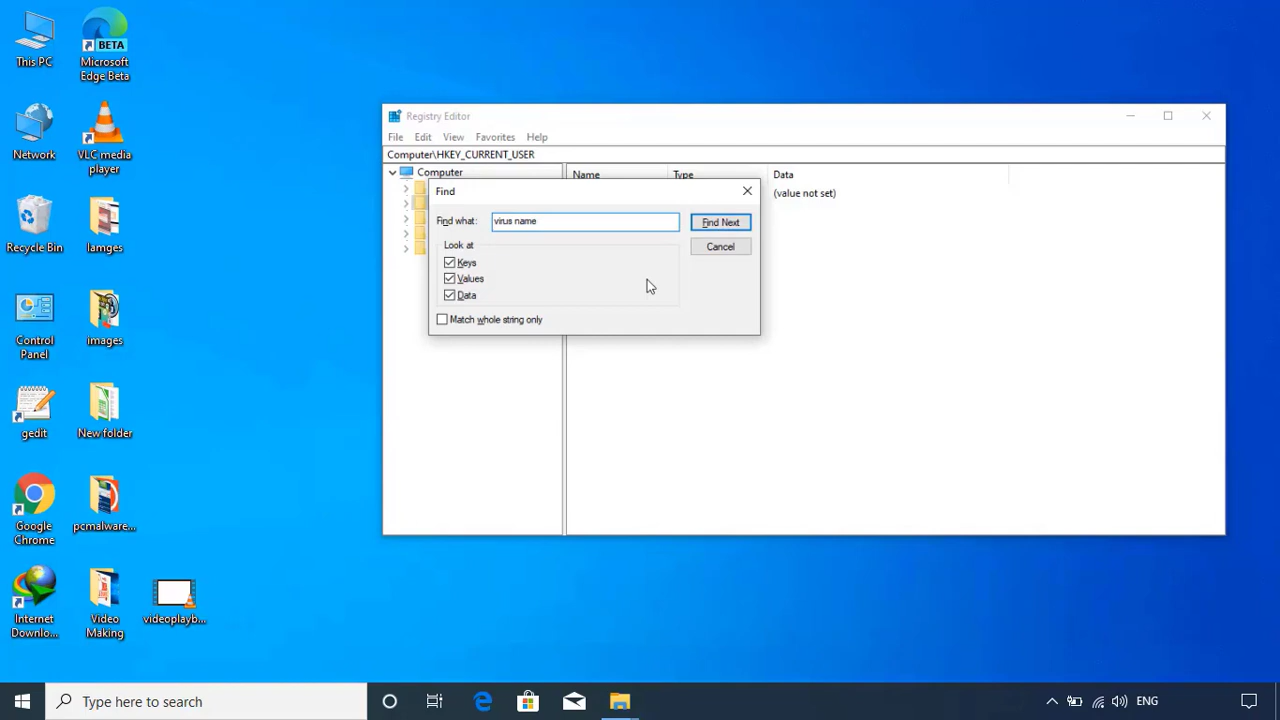 This PC
BETA
Microsoft
Edge Beta
Network
VLC media
player
Recycle Bin
Iamges
Control
Panel
images
gedit
New folder
Google
Chrome
pcmalware...
Internet
Downlo...
Video
Making
videoplayb...
Registry Editor
File Edit View Favorites Help
Computer\HKEY_CURRENT_USER
Computer
Name Type Data
(value not set)
Find
Find what: virus name Find Next
Look at Cancel
Keys
Values
Data
Match whole string only
Type here to search
ENG